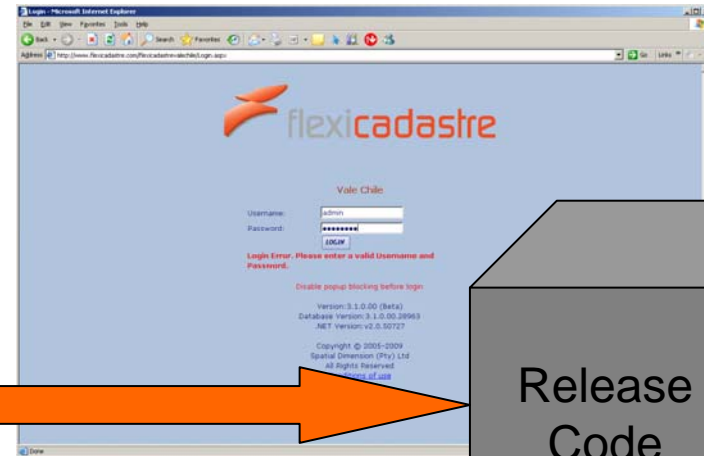 Login - Microsoft Internet Explorer
File Edit View Favorites Tools Help
Back Search Favorites
Address http://www.flexicadastre.com/flexicadastrevalechile/Login.aspx Go Links
flexicadastre
Vale Chile
Username: admin
Password: ••••••••
LOGIN
Login Error. Please enter a valid Username and
Password.
Disable popup blocking before login
Version:3.1.0.00 (Beta)
Database Version:3.1.0.00.28963
.NET Version v2.0.50727
Copyright © 2005-2009
Spatial Dimension (Pty) Ltd
All Rights Reserved
Conditions of use
Release
Code
Done